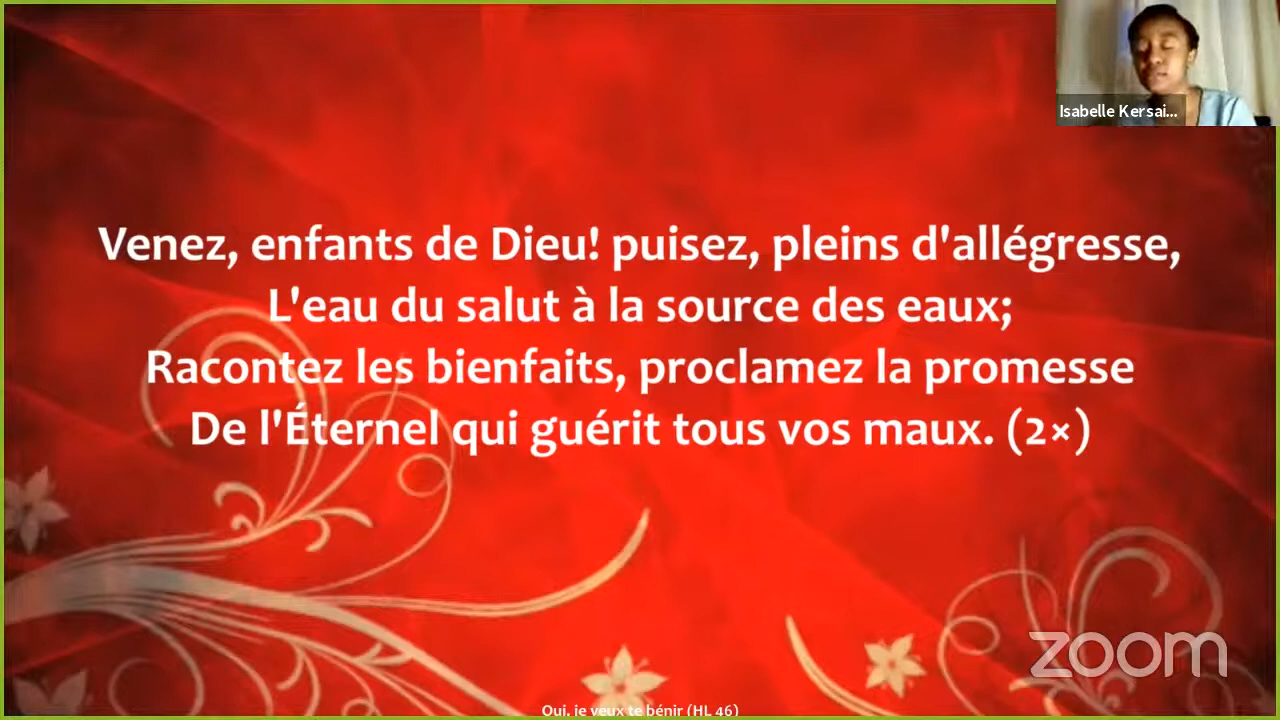 Isabelle Kersai...
Venez, enfants de Dieu! puisez, pleins d'allégresse,
L'eau du salut à la source des eaux;
Racontez les bienfaits, proclamez la promesse
De l'Éternel qui guérit tous vos maux. (2×)
zoom
Oui, je veux te bénir (HL 46)